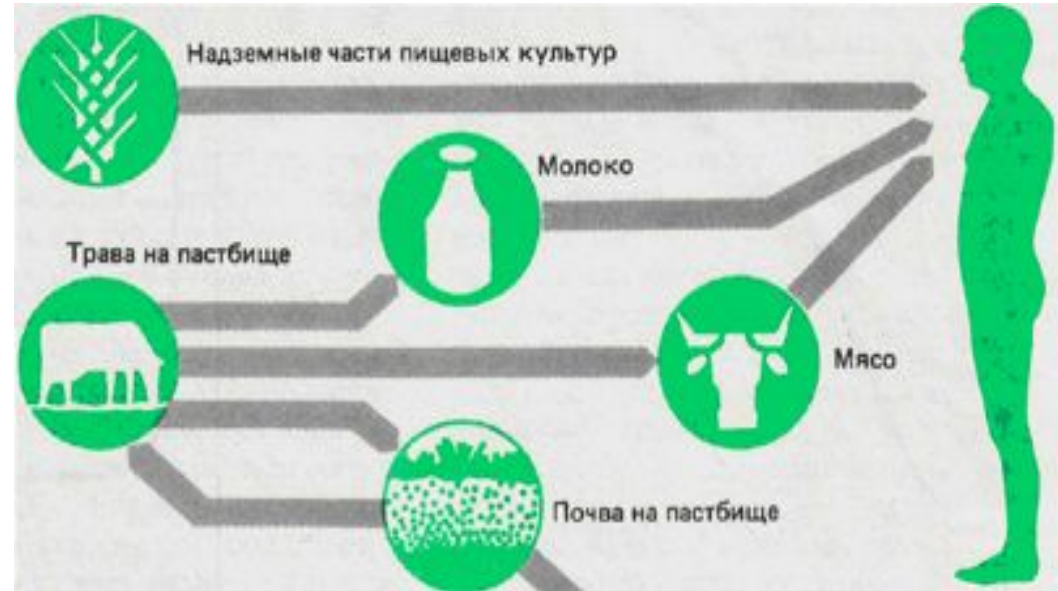 Надземные части пищевых культур
Молоко
Трава на пастбище
Мясо
Почва на пастбище